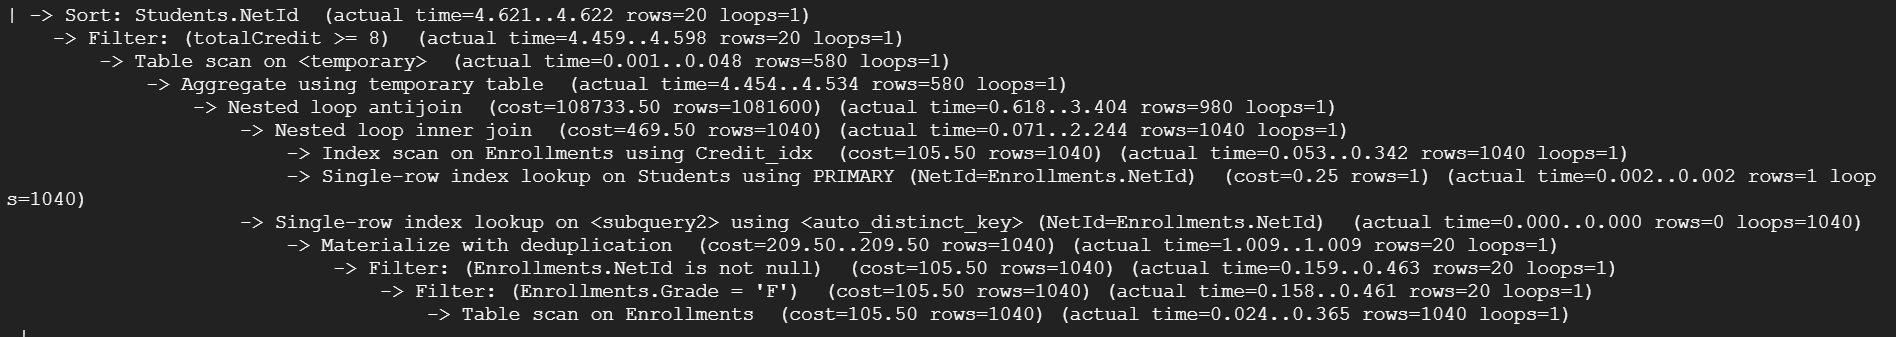 | -> Sort: Students.NetId  (actual time=4.621..4.622 rows=20 loops=1)
    -> Filter: (totalCredit >= 8)  (actual time=4.459..4.598 rows=20 loops=1)
        -> Table scan on <temporary>  (actual time=0.001..0.048 rows=580 loops=1)
            -> Aggregate using temporary table  (actual time=4.454..4.534 rows=580 loops=1)
                -> Nested loop antijoin  (cost=108733.50 rows=1081600) (actual time=0.618..3.404 rows=980 loops=1)
                    -> Nested loop inner join  (cost=469.50 rows=1040) (actual time=0.071..2.244 rows=1040 loops=1)
                        -> Index scan on Enrollments using Credit_idx  (cost=105.50 rows=1040) (actual time=0.053..0.342 rows=1040 loops=1)
                        -> Single-row index lookup on Students using PRIMARY (NetId=Enrollments.NetId)  (cost=0.25 rows=1) (actual time=0.002..0.002 rows=1 loop
s=1040)
                    -> Single-row index lookup on <subquery2> using <auto_distinct_key> (NetId=Enrollments.NetId)  (actual time=0.000..0.000 rows=0 loops=1040)
                        -> Materialize with deduplication  (cost=209.50..209.50 rows=1040) (actual time=1.009..1.009 rows=20 loops=1)
                            -> Filter: (Enrollments.NetId is not null)  (cost=105.50 rows=1040) (actual time=0.159..0.463 rows=20 loops=1)
                                -> Filter: (Enrollments.Grade = 'F')  (cost=105.50 rows=1040) (actual time=0.158..0.461 rows=20 loops=1)
                                    -> Table scan on Enrollments  (cost=105.50 rows=1040) (actual time=0.024..0.365 rows=1040 loops=1)
 |